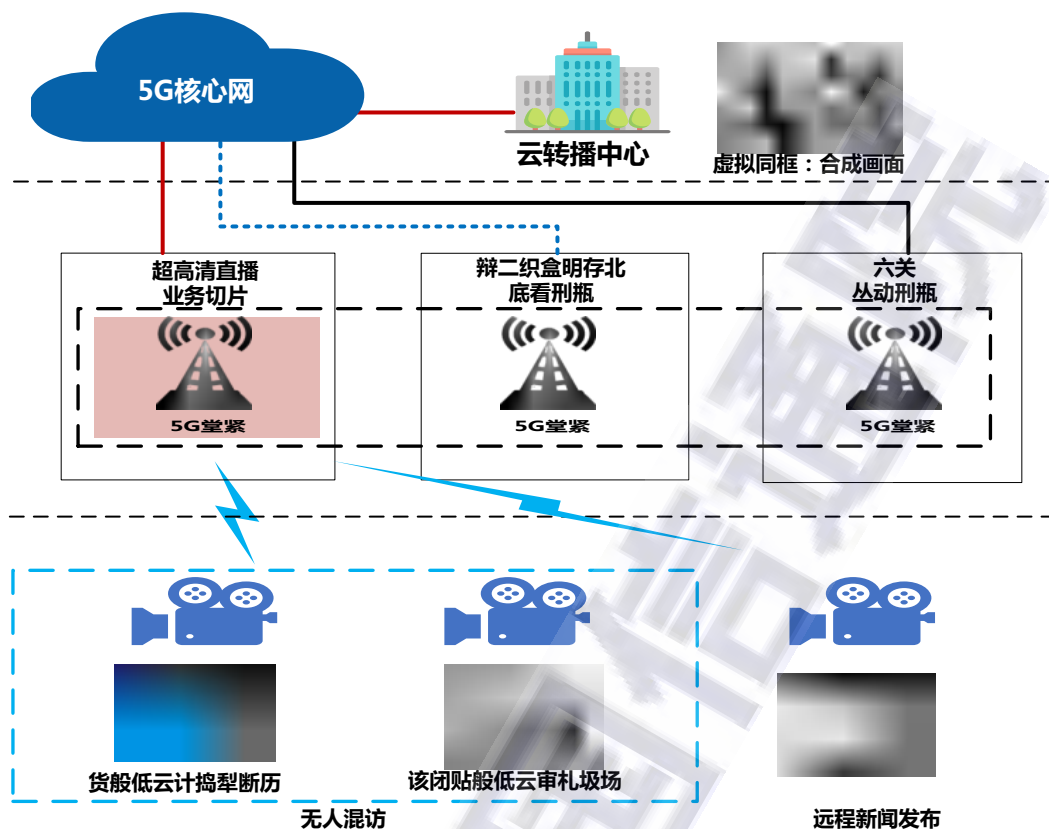 5G核心网
云转播中心
虚拟同框：合成画面
超高清直播
业务切片
辩二织盒明存北
底看刑瓶
六关
丛动刑瓶
5G堂紧
5G堂紧
5G堂紧
货般低云计捣犁断历
该闭贴般低云审札圾场
无人混访
远程新闻发布